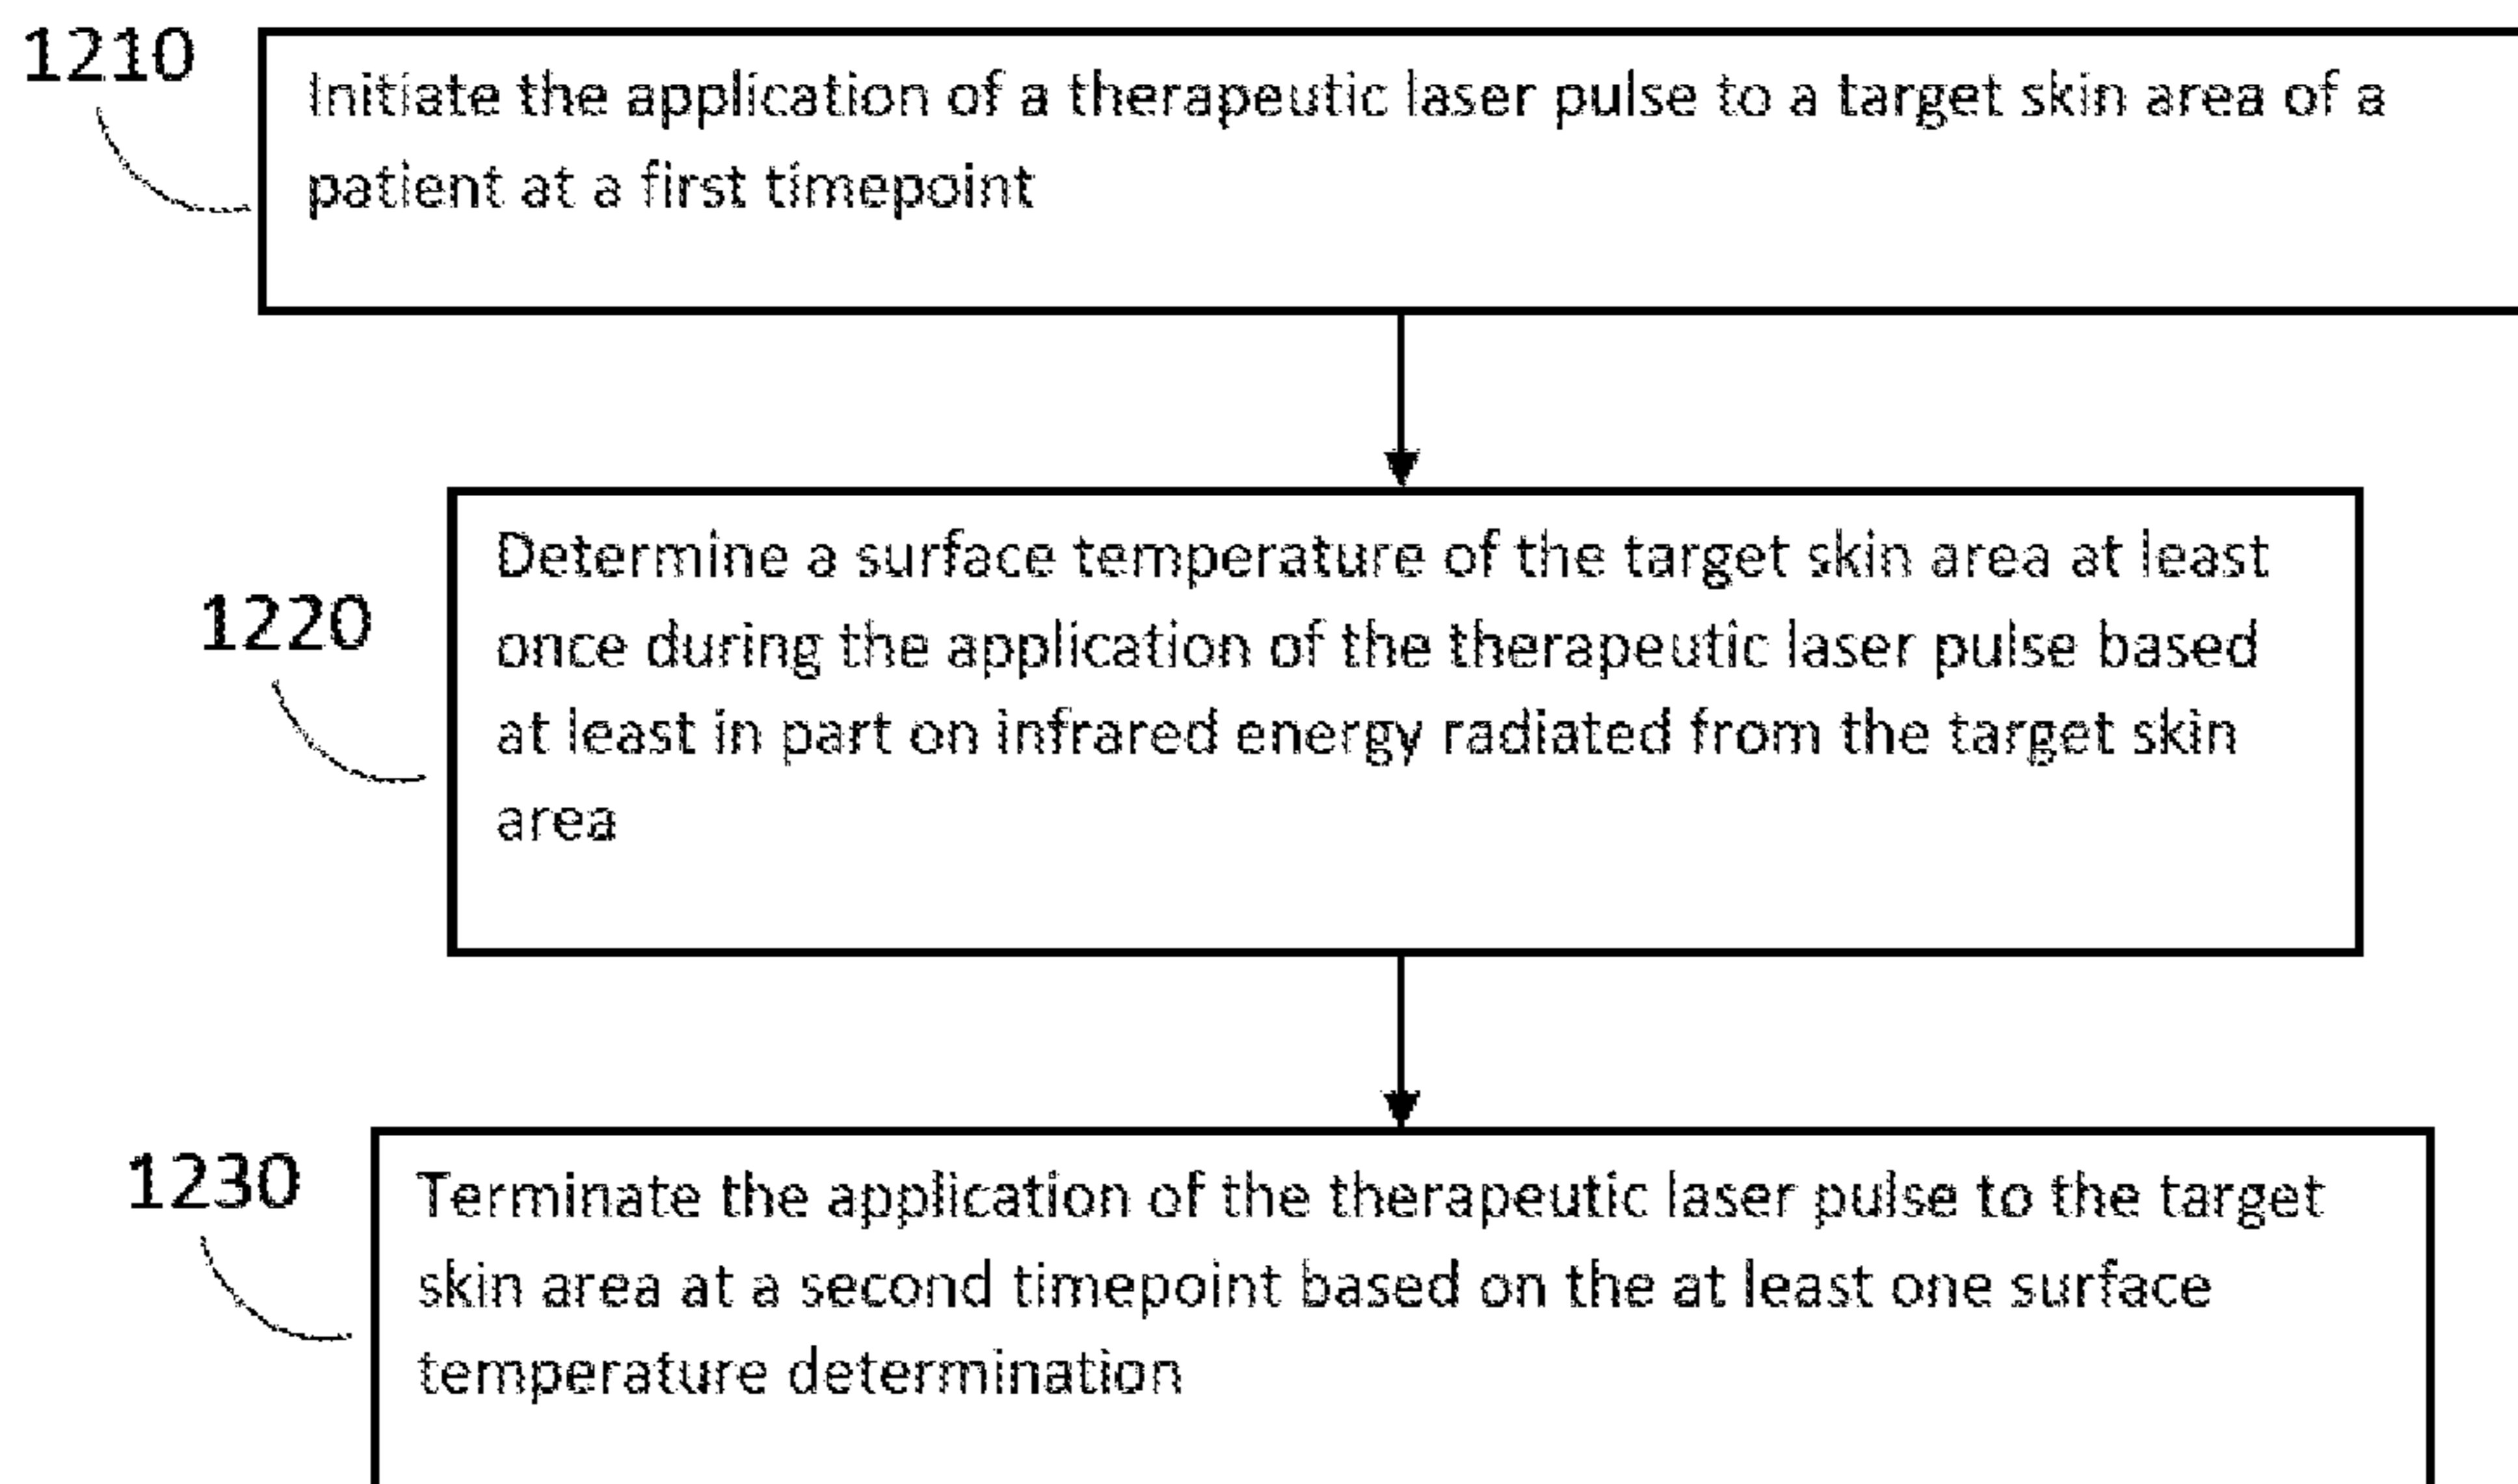 1210
Initiate the application of a therapeutic laser pulse to a target skin area of a
patient at a first timepoint
Determine a surface temperature of the target skin area at least
1220
once during the application of the therapeutic laser pulse based
at least in part on infrared energy radiated from the target skin
area
1230
Terminate the application of the therapeutic laser pulse to the target
skin area at a second timepoint based on the at least one surface
temperature determination